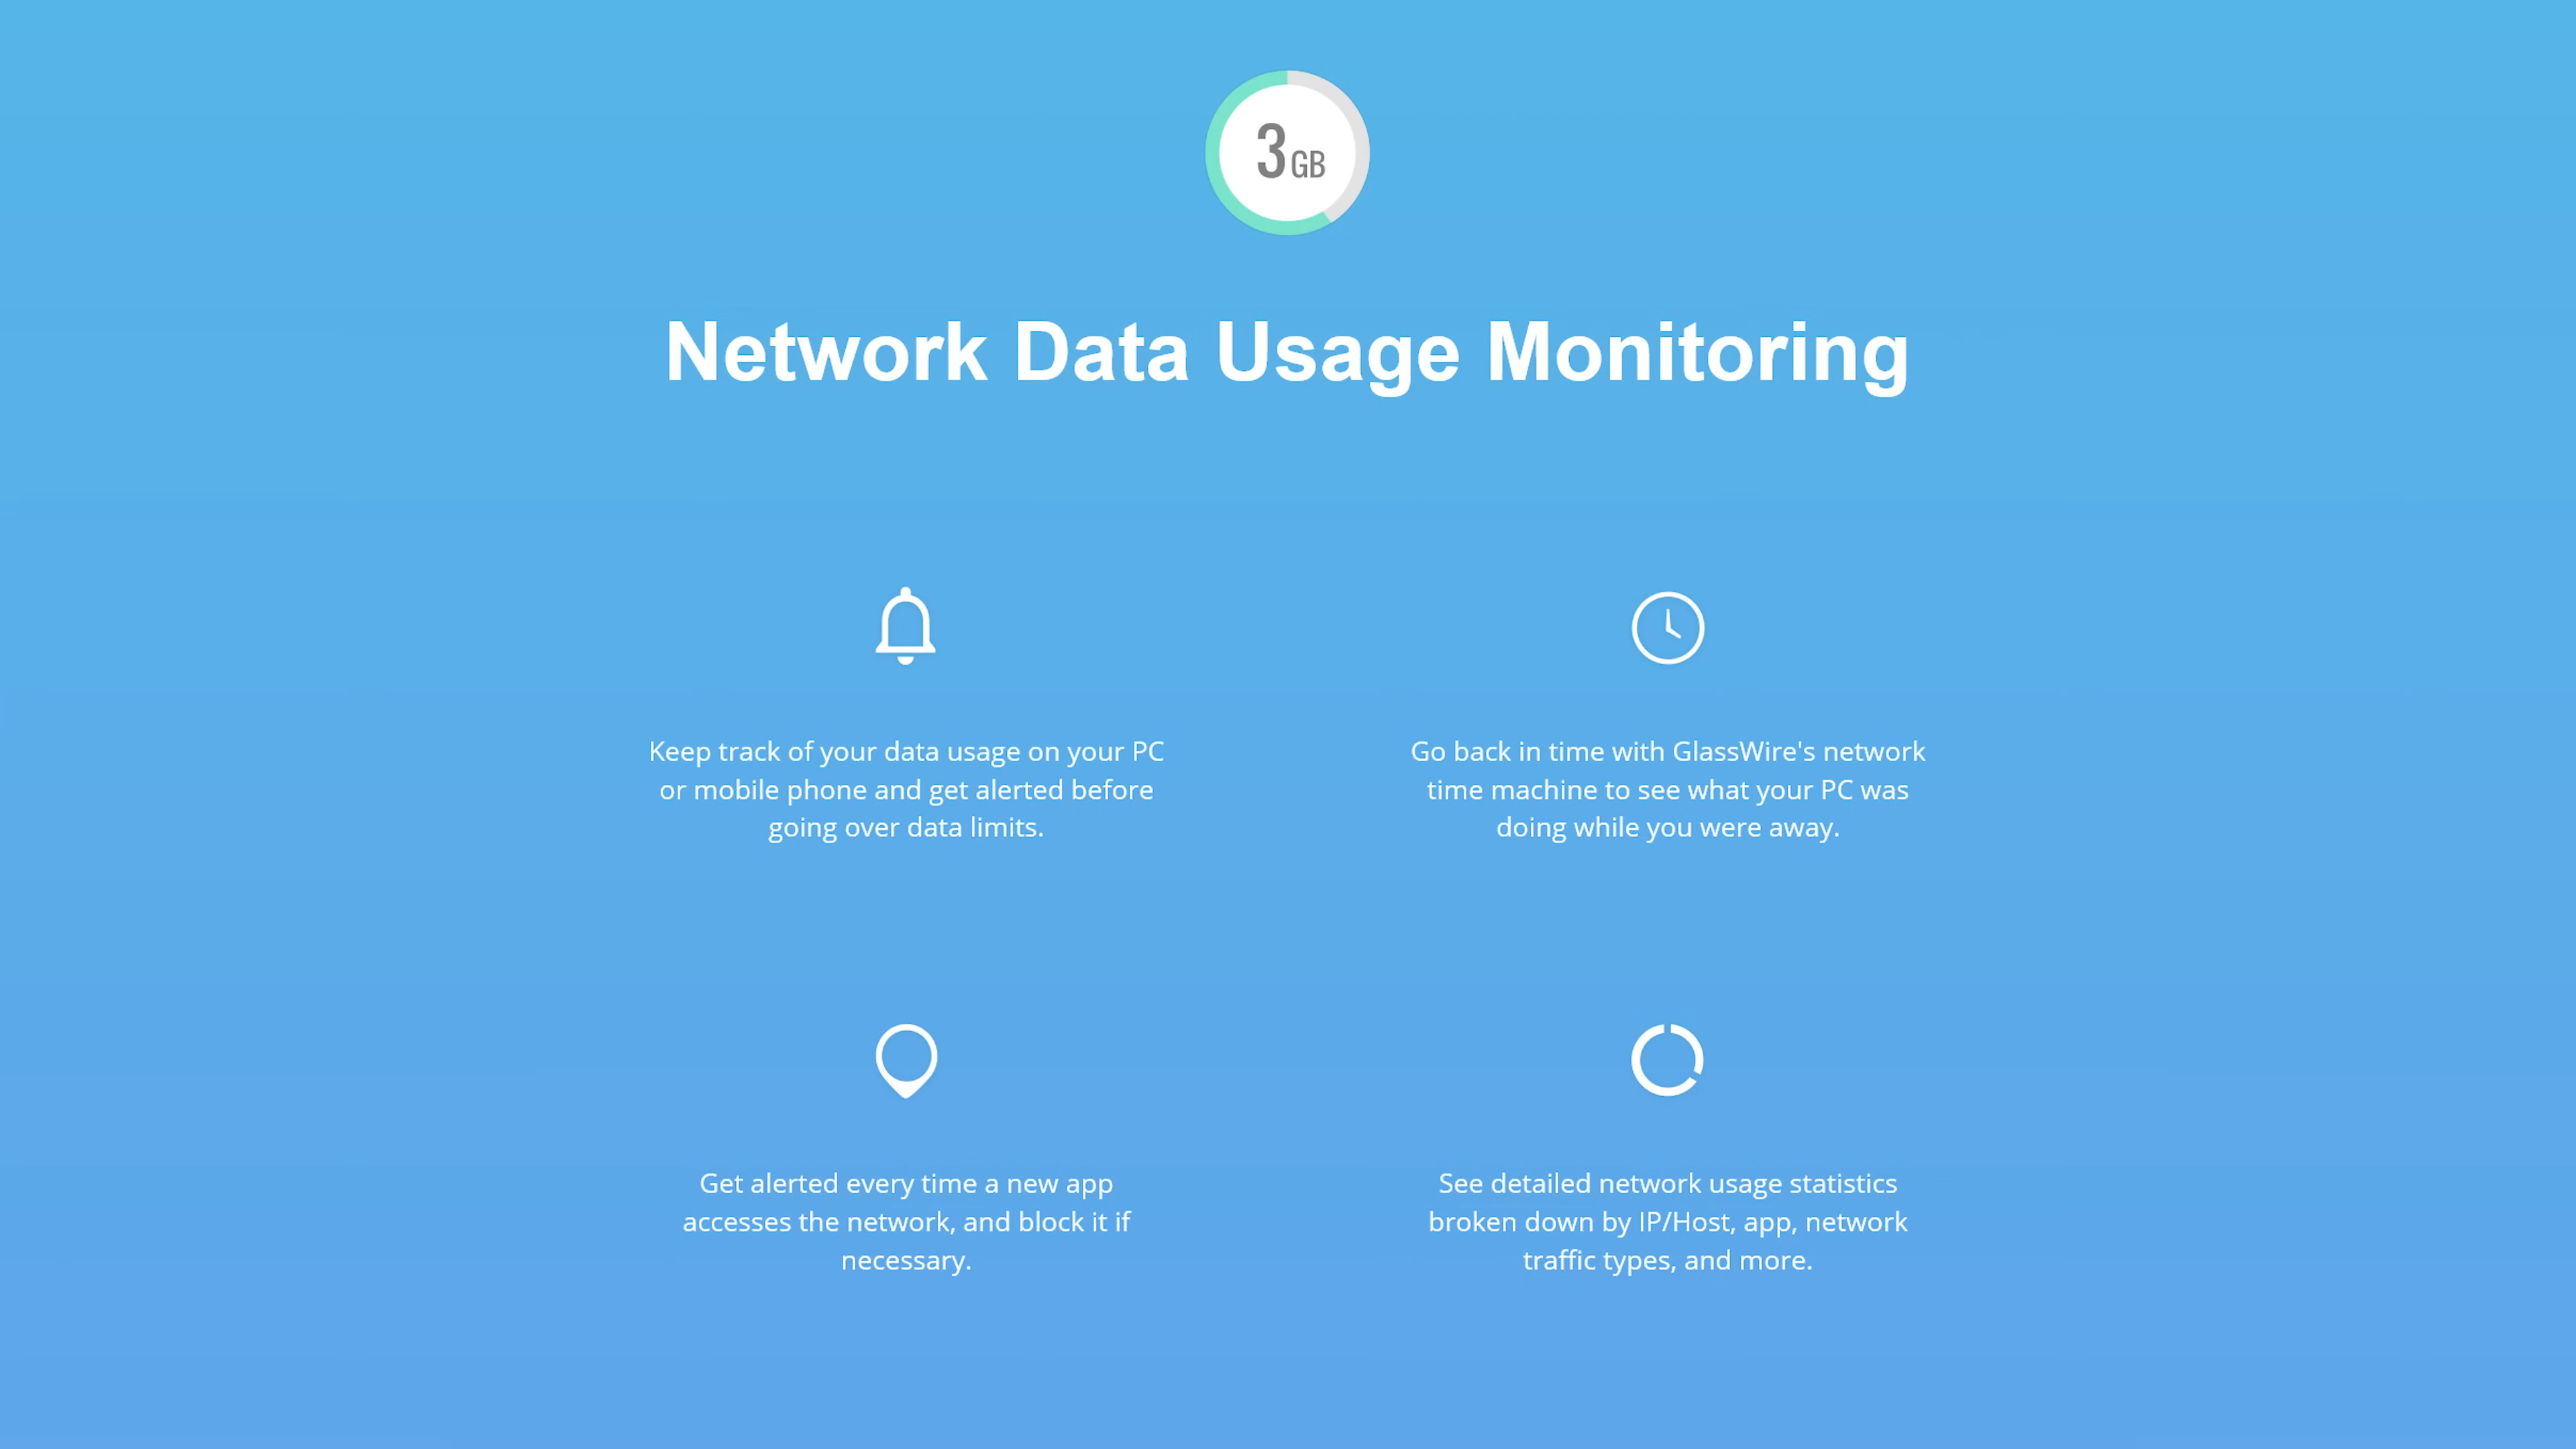 3 GB
Network Data Usage Monitoring
Keep track of your data usage on your PC
or mobile phone and get alerted before
going over data limits.
Go back in time with GlassWire's network
time machine to see what your PC was
doing while you were away.
Get alerted every time a new app
accesses the network, and block it if
necessary.
See detailed network usage statistics
broken down by IP/Host, app, network
traffic types, and more.